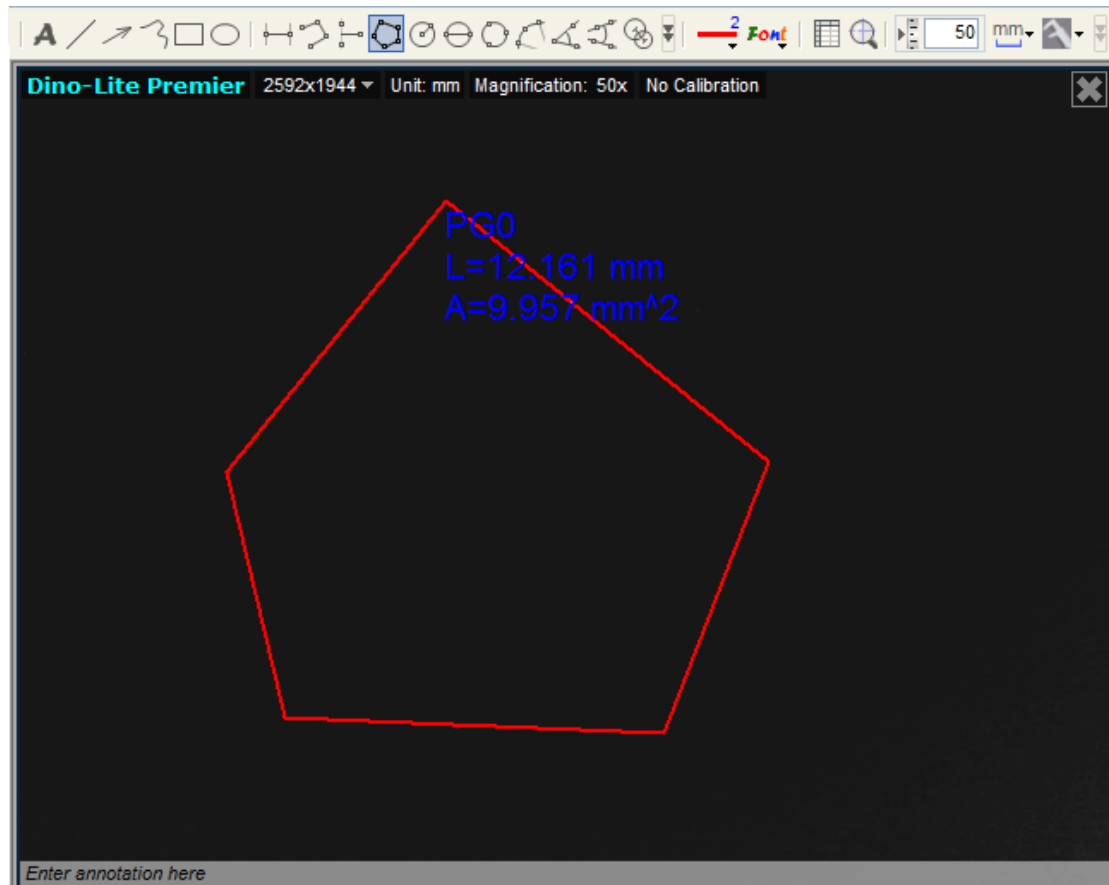 A 2 Font 50 mm
Dino-Lite Premier 2592x1944 Unit: mm Magnification: 50x No Calibration
PG0
L=12.161 mm
A=9.957 mm^2
Enter annotation here